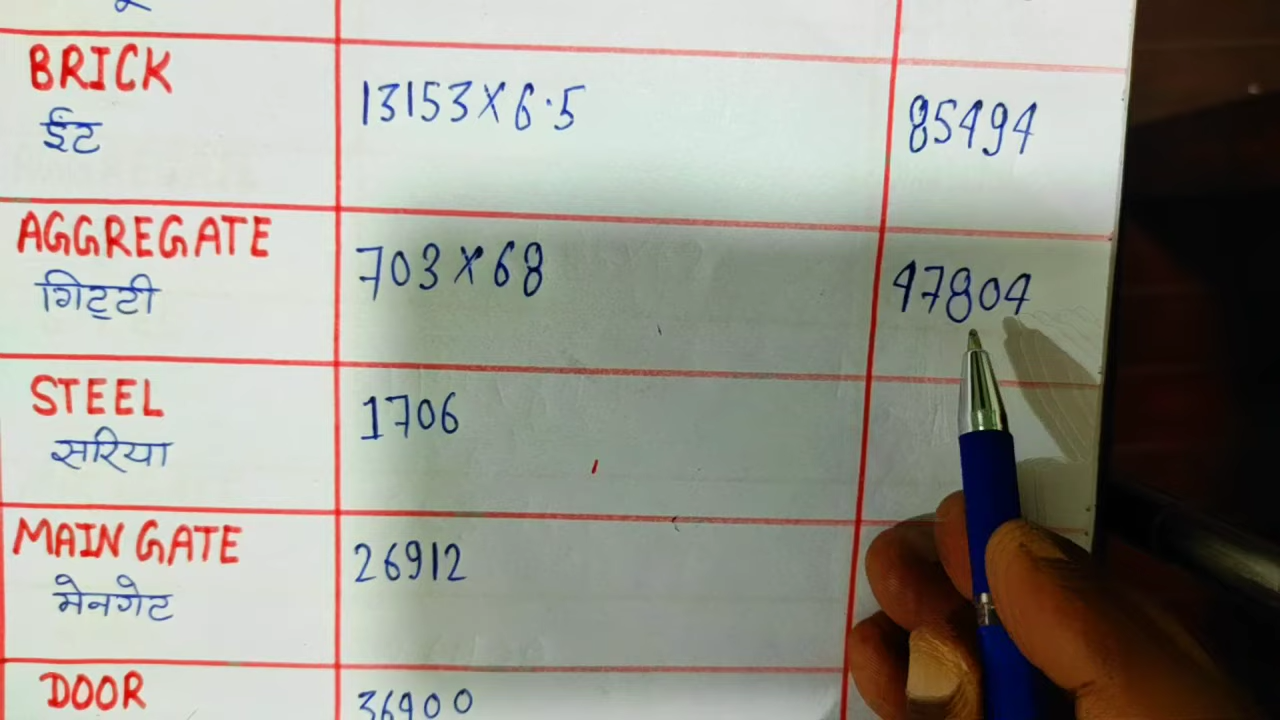 BRICK
ईंट
13153 X 6.5
85494
AGGREGATE
गिट्टी
703 X 68
47804
STEEL
सरिया
1706
MAIN GATE
मेनगेट
26912
DOOR
36900